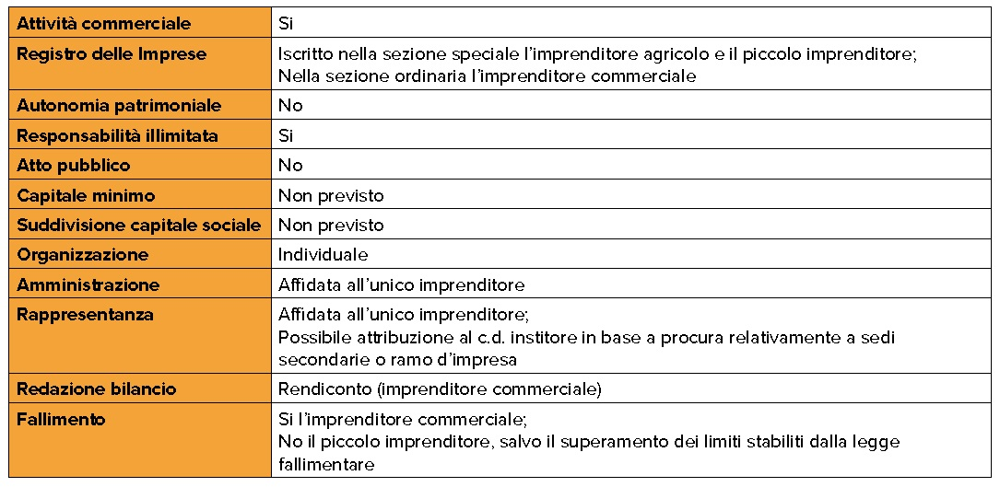 Attività commerciale Si
Registro delle Imprese Iscritto nella sezione speciale l'imprenditore agricolo e il piccolo imprenditore;
Nella sezione ordinaria l'imprenditore commerciale
Autonomia patrimoniale No
Responsabilità illimitata Si
Atto pubblico No
Capitale minimo Non previsto
Suddivisione capitale sociale Non previsto
Organizzazione Individuale
Amministrazione Affidata all'unico imprenditore
Rappresentanza Affidata all'unico imprenditore;
Possibile attribuzione al c.d. institore in base a procura relativamente a sedi
secondarie o ramo d'impresa
Redazione bilancio Rendiconto (imprenditore commerciale)
Fallimento Si l'imprenditore commerciale;
No il piccolo imprenditore, salvo il superamento dei limiti stabiliti dalla legge
fallimentare